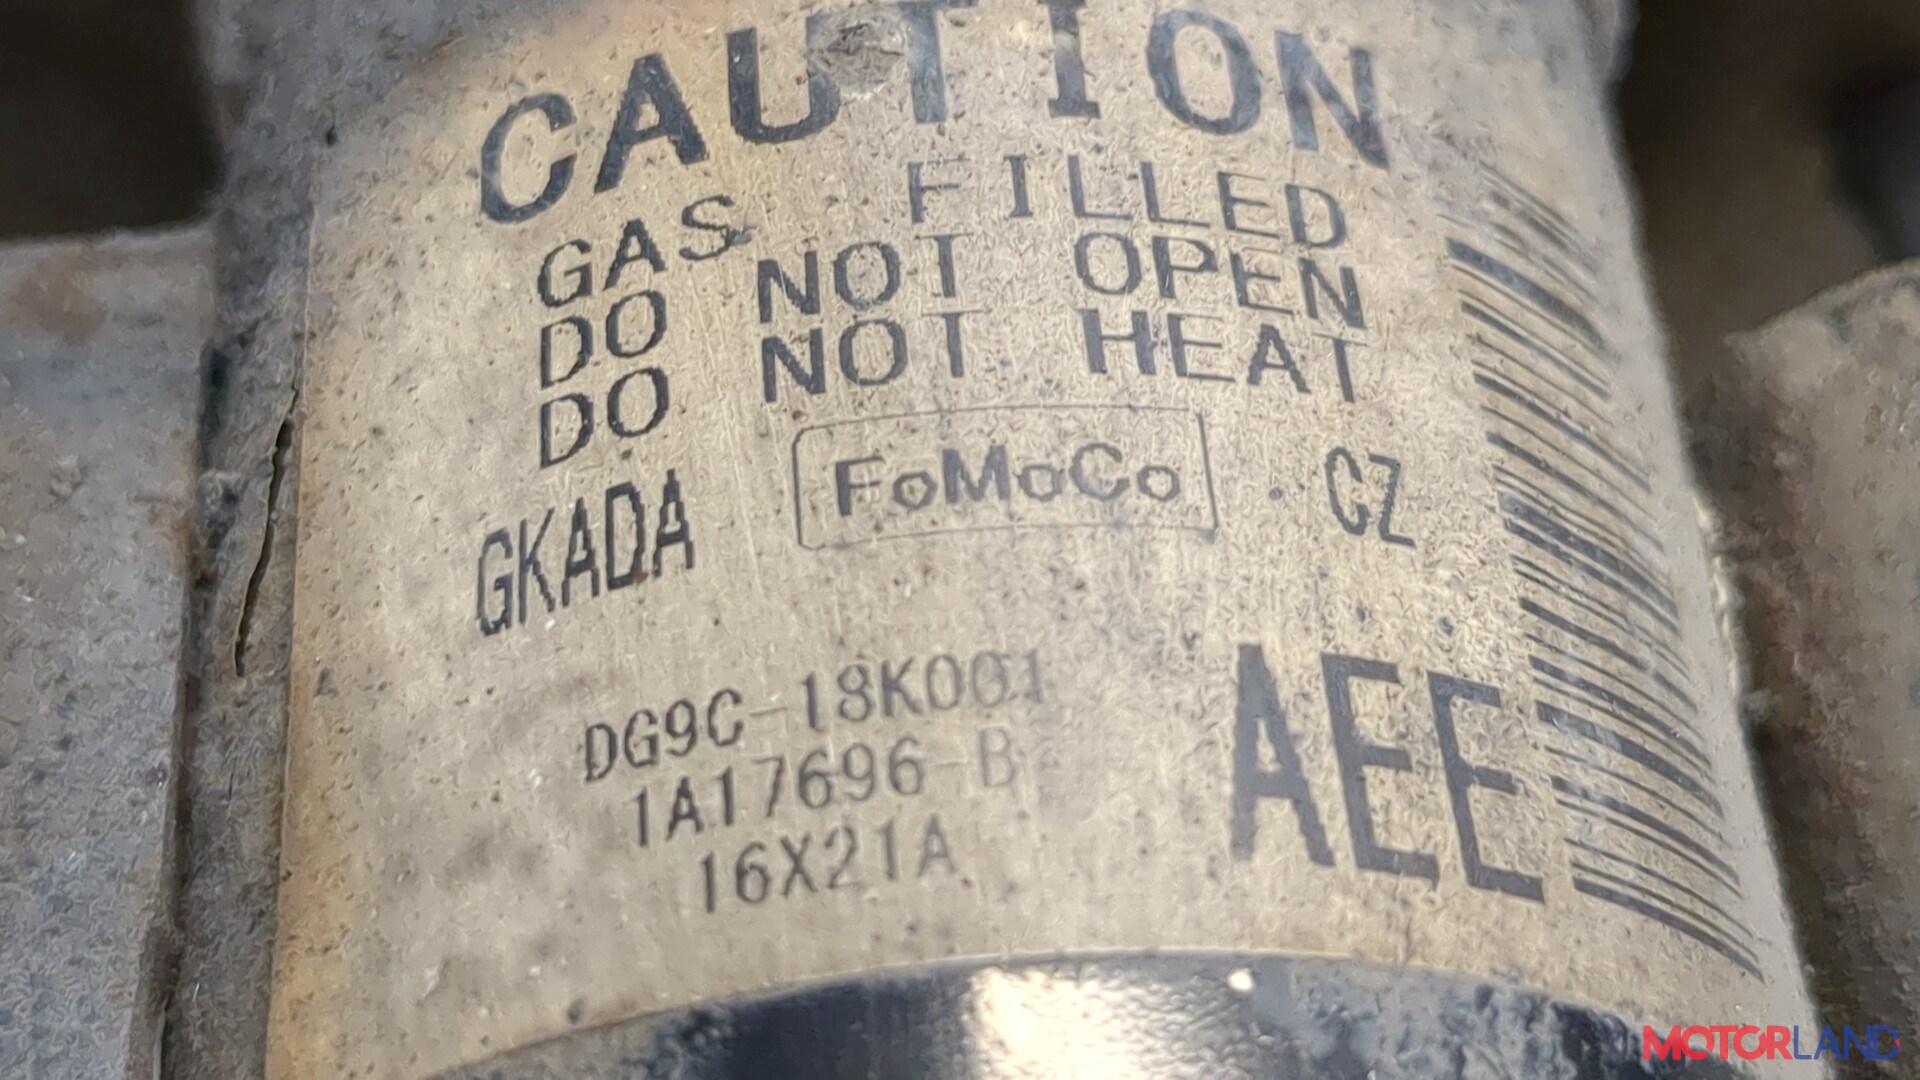 CAUTION
GAS FILLED
DO NOT OPEN
DO NOT HEAT
GKADA FoMoCo CZ
DG9C-18K001 AEE
1A17696-B
16X21A
MOTORLAND